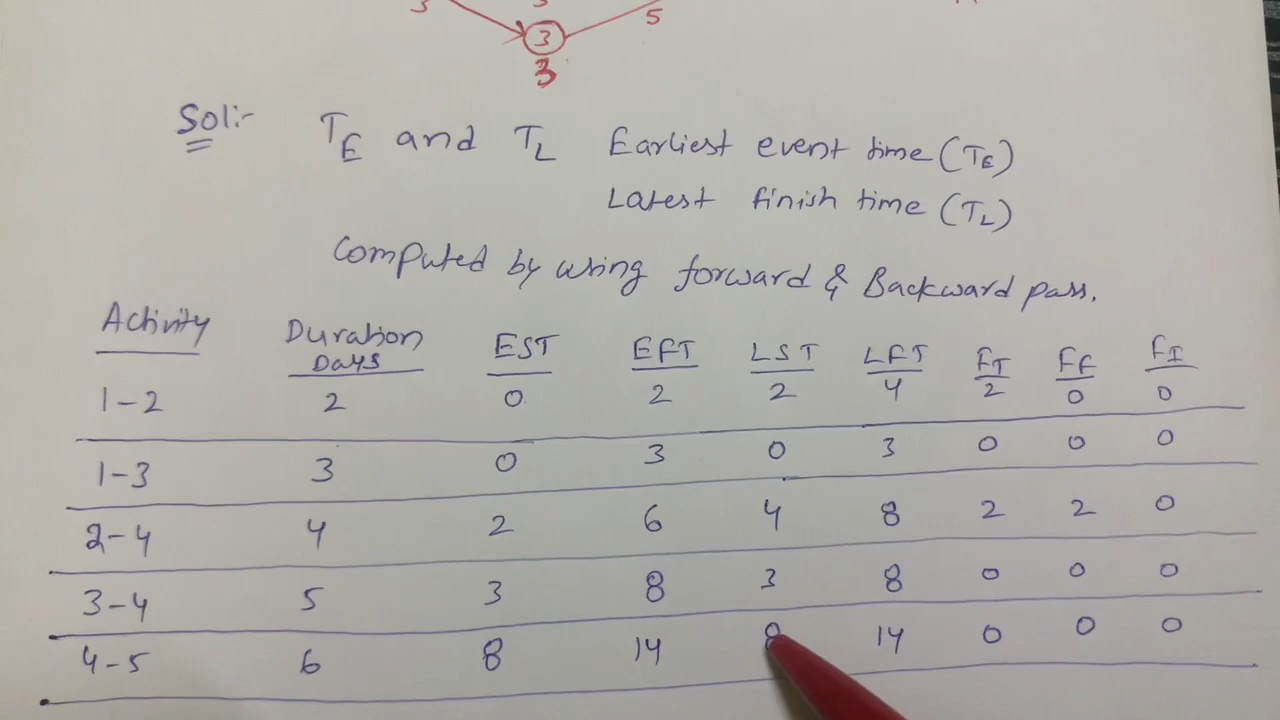 3 3 5
3
3
Sol:- TE and TL Earliest event time (TE)
Latest finish time (TL)
Computed by using forward & Backward pass.
Activity Duration Days EST EFT LST LFT FT FF FI
1-2 2 0 2 2 4 2 0 0
1-3 3 0 3 0 3 0 0 0
2-4 4 2 6 4 8 2 2 0
3-4 5 3 8 3 8 0 0 0
4-5 6 8 14 8 14 0 0 0